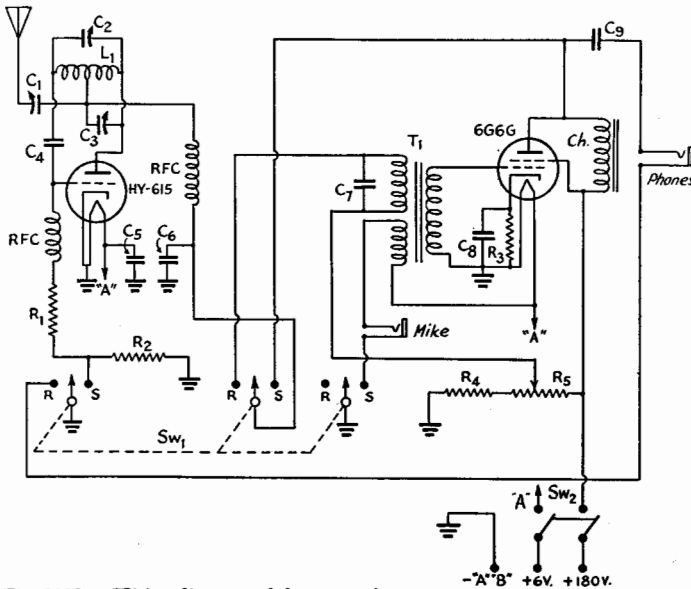 C2
L1
C1
C3
C4
RFC
HY-615
RFC
C5
C6
"A"
R1
R2
R
S
Sw1
C9
T1
6G6G
Ch.
Phones
C7
C8
R3
"A"
Mike
R
S
R
S
R4
R5
"A"
Sw2
-"A""B"
+6V.
+180V.